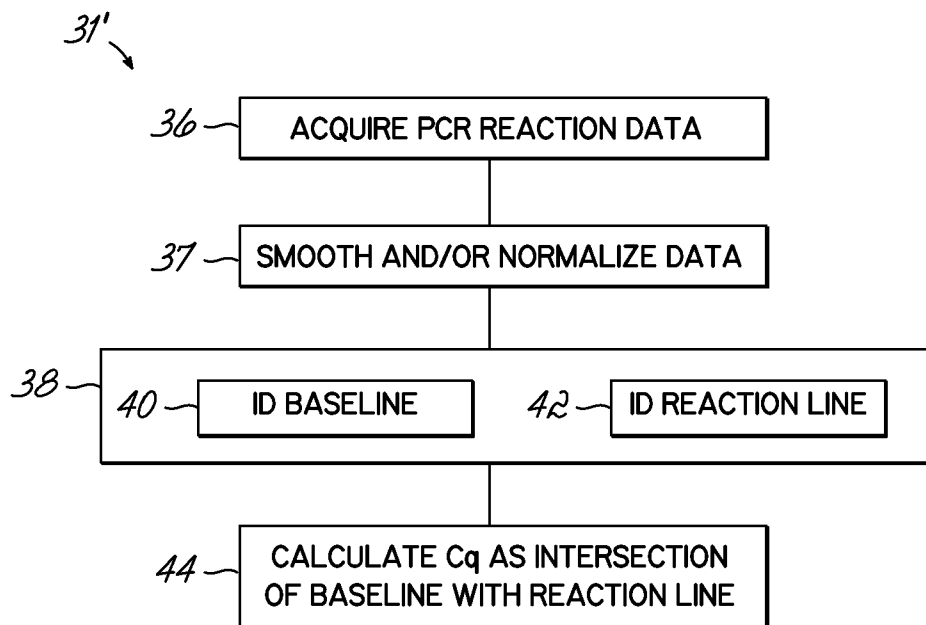 31'
36
ACQUIRE PCR REACTION DATA
37
SMOOTH AND/OR NORMALIZE DATA
38
40
ID BASELINE
42
ID REACTION LINE
44
CALCULATE Cq AS INTERSECTION
OF BASELINE WITH REACTION LINE